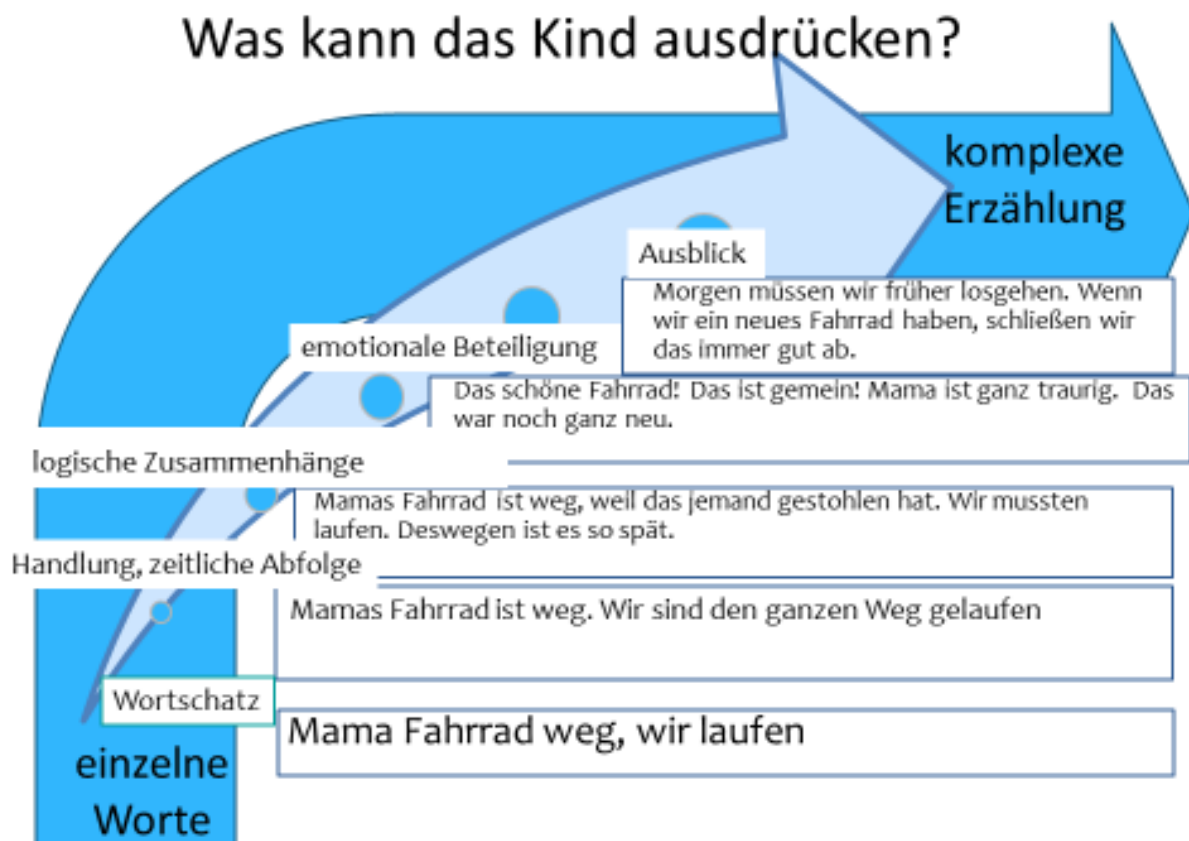 Was kann das Kind ausdrücken?
komplexe
Erzählung
Ausblick
Morgen müssen wir früher losgehen. Wenn
wir ein neues Fahrrad haben, schließen wir
das immer gut ab.
emotionale Beteiligung
Das schöne Fahrrad! Das ist gemein! Mama ist ganz traurig. Das
war noch ganz neu.
logische Zusammenhänge
Mamas Fahrrad ist weg, weil das jemand gestohlen hat. Wir mussten
laufen. Deswegen ist es so spät.
Handlung, zeitliche Abfolge
Mamas Fahrrad ist weg. Wir sind den ganzen Weg gelaufen
Wortschatz
Mama Fahrrad weg, wir laufen
einzelne
Worte